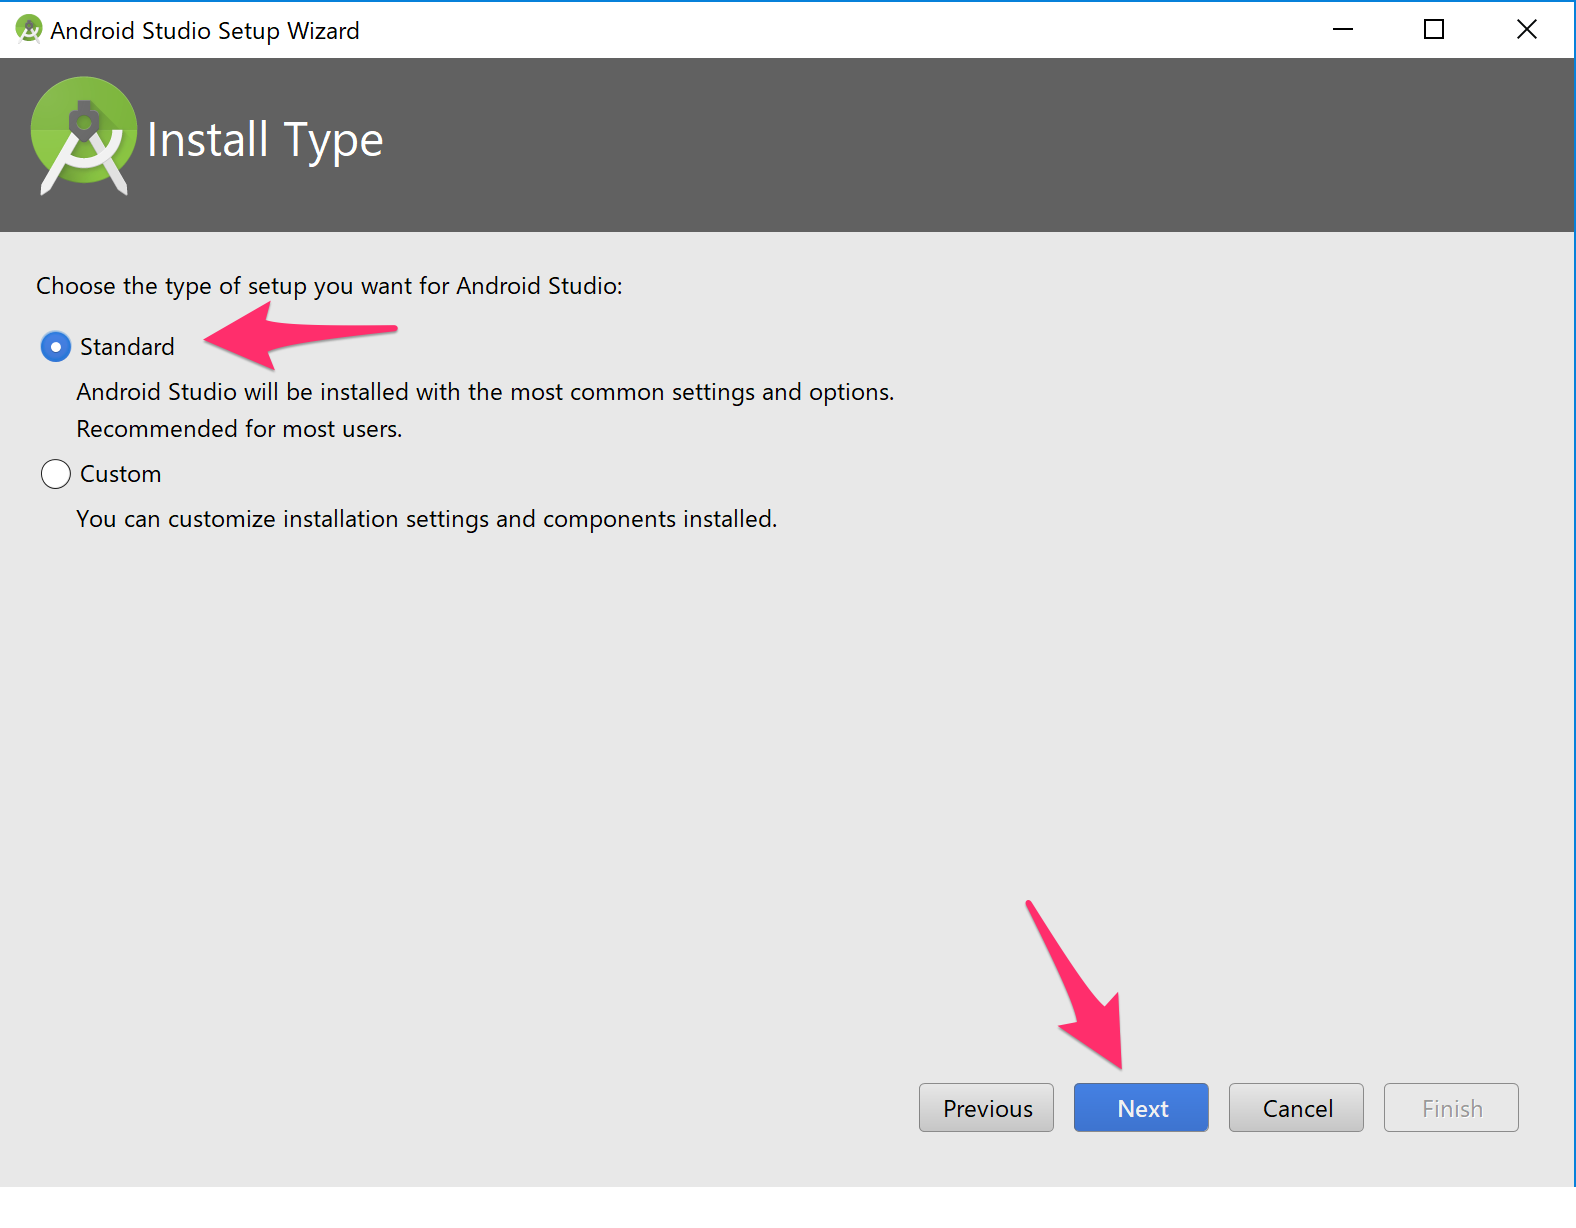 Android Studio Setup Wizard
Install Type
Choose the type of setup you want for Android Studio:
Standard
Android Studio will be installed with the most common settings and options.
Recommended for most users.
Custom
You can customize installation settings and components installed.
Previous Next Cancel Finish